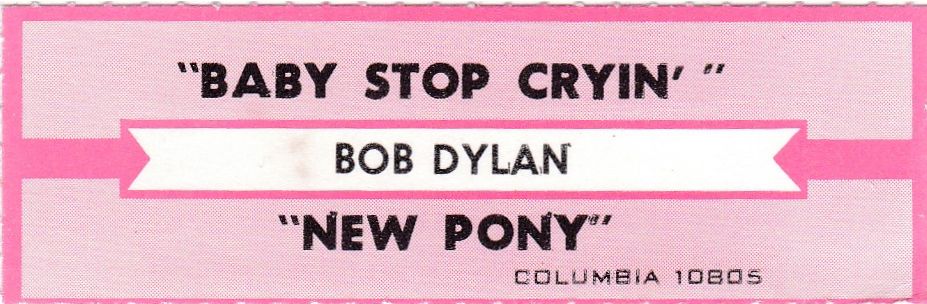 "BABY STOP CRYIN' "
BOB DYLAN
"NEW PONY"
COLUMBIA 10805